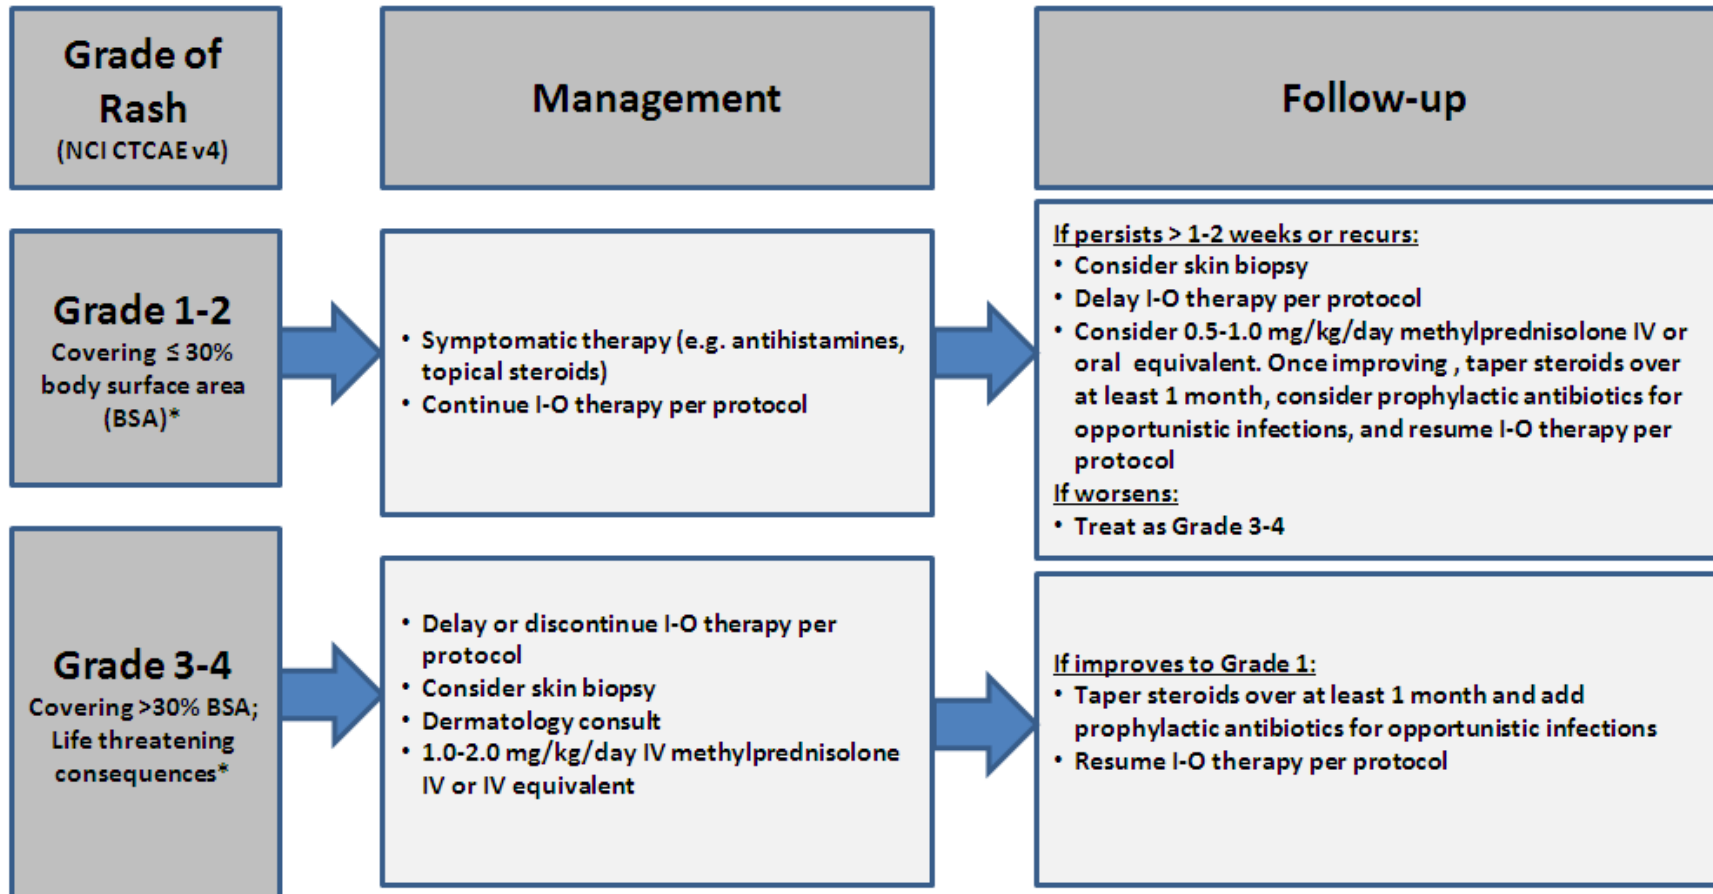 Grade of
Rash
(NCI CTCAE v4)
Management
Follow-up
Grade 1-2
Covering ≤ 30%
body surface area
(BSA)*
• Symptomatic therapy (e.g. antihistamines,
topical steroids)
• Continue I-O therapy per protocol
If persists > 1-2 weeks or recurs:
• Consider skin biopsy
• Delay I-O therapy per protocol
• Consider 0.5-1.0 mg/kg/day methylprednisolone IV or
oral equivalent. Once improving , taper steroids over
at least 1 month, consider prophylactic antibiotics for
opportunistic infections, and resume I-O therapy per
protocol
If worsens:
• Treat as Grade 3-4
Grade 3-4
Covering >30% BSA;
Life threatening
consequences*
• Delay or discontinue I-O therapy per
protocol
• Consider skin biopsy
• Dermatology consult
• 1.0-2.0 mg/kg/day IV methylprednisolone
IV or IV equivalent
If improves to Grade 1:
• Taper steroids over at least 1 month and add
prophylactic antibiotics for opportunistic infections
• Resume I-O therapy per protocol